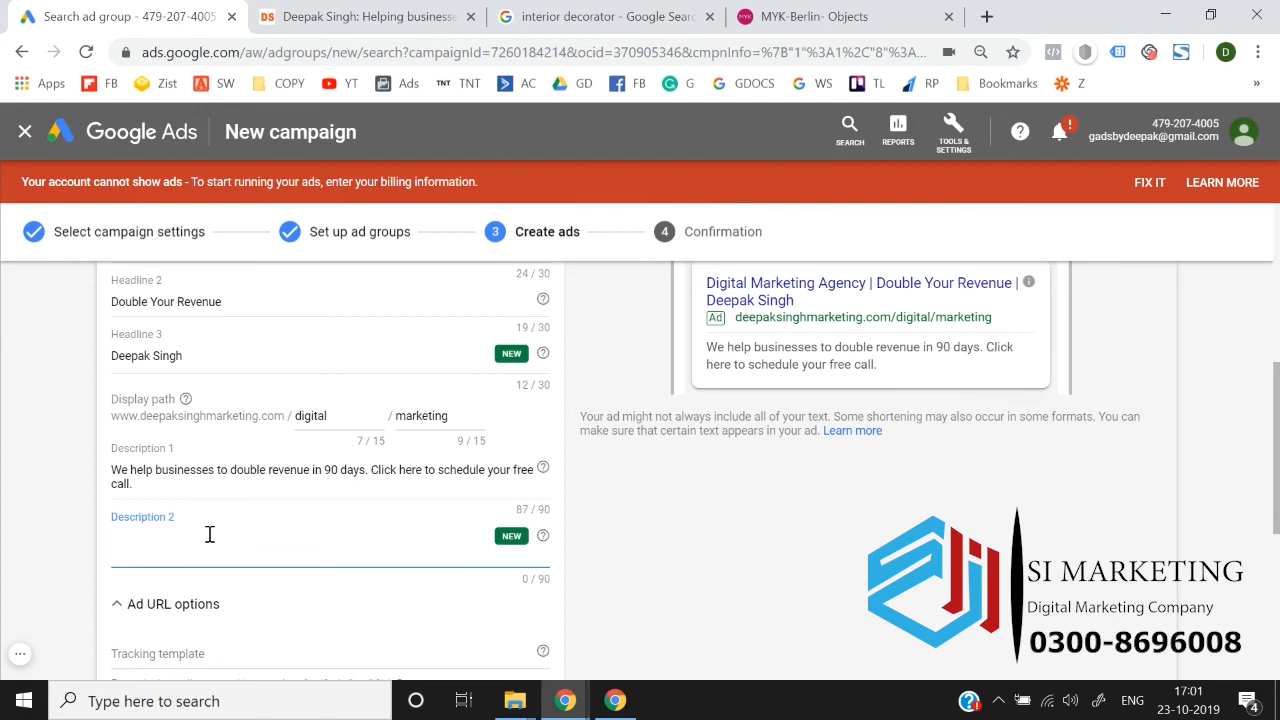 Search ad group - 479-207-4005
Deepak Singh: Helping businesse
interior decorator - Google Sear
MYK-Berlin- Objects
ads.google.com/aw/adgroups/new/search?campaignId=7260184214&ocid=370905346&cmpnInfo=%7B"1"%3A1%2C"8"%3A...
D
Apps
FB
Zist
SW
COPY
YT
Ads
TNT TNT
AC
GD
FB
G
GDOCS
WS
TL
RP
Bookmarks
Z
Google Ads
New campaign
SEARCH
REPORTS
TOOLS & SETTINGS
479-207-4005
gadsbydeepak@gmail.com
Your account cannot show ads - To start running your ads, enter your billing information.
FIX IT
LEARN MORE
Select campaign settings
Set up ad groups
3 Create ads
4 Confirmation
24 / 30
Headline 2
Double Your Revenue
19 / 30
Headline 3
Deepak Singh
NEW
12 / 30
Display path
www.deepaksinghmarketing.com / digital / marketing
7 / 15
9 / 15
Description 1
We help businesses to double revenue in 90 days. Click here to schedule your free
call.
87 / 90
Description 2
NEW
0 / 90
Ad URL options
Tracking template
Digital Marketing Agency | Double Your Revenue |
Deepak Singh
Ad deepaksinghmarketing.com/digital/marketing
We help businesses to double revenue in 90 days. Click
here to schedule your free call.
Your ad might not always include all of your text. Some shortening may also occur in some formats. You can
make sure that certain text appears in your ad. Learn more
SI MARKETING
Digital Marketing Company
0300-8696008
Type here to search
ENG
17:01
23-10-2019
4